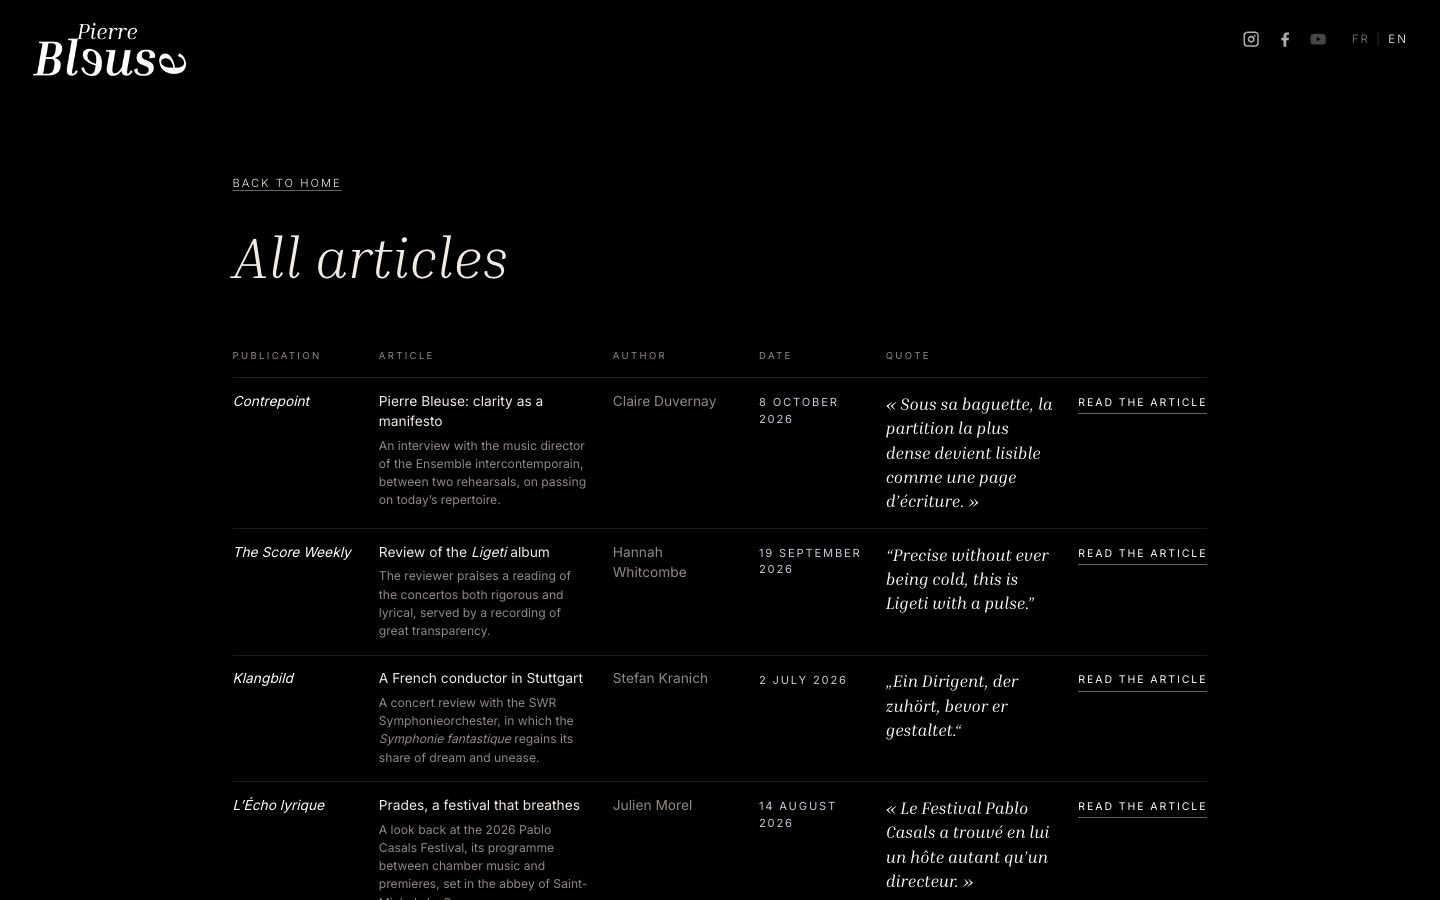 Pierre
Bleuse
FR | EN
BACK TO HOME
All articles
PUBLICATION ARTICLE AUTHOR DATE QUOTE
Contrepoint
Pierre Bleuse: clarity as a
manifesto
An interview with the music director
of the Ensemble intercontemporain,
between two rehearsals, on passing
on today’s repertoire.
Claire Duvernay
8 OCTOBER
2026
« Sous sa baguette, la
partition la plus
dense devient lisible
comme une page
d’écriture. »
READ THE ARTICLE
The Score Weekly
Review of the Ligeti album
The reviewer praises a reading of
the concertos both rigorous and
lyrical, served by a recording of
great transparency.
Hannah
Whitcombe
19 SEPTEMBER
2026
“Precise without ever
being cold, this is
Ligeti with a pulse.”
READ THE ARTICLE
Klangbild
A French conductor in Stuttgart
A concert review with the SWR
Symphonieorchester, in which the
Symphonie fantastique regains its
share of dream and unease.
Stefan Kranich
2 JULY 2026
„Ein Dirigent, der
zuhört, bevor er
gestaltet.“
READ THE ARTICLE
L’Écho lyrique
Prades, a festival that breathes
A look back at the 2026 Pablo
Casals Festival, its programme
between chamber music and
premieres, set in the abbey of Saint-
Julien Morel
14 AUGUST
2026
« Le Festival Pablo
Casals a trouvé en lui
un hôte autant qu’un
directeur. »
READ THE ARTICLE